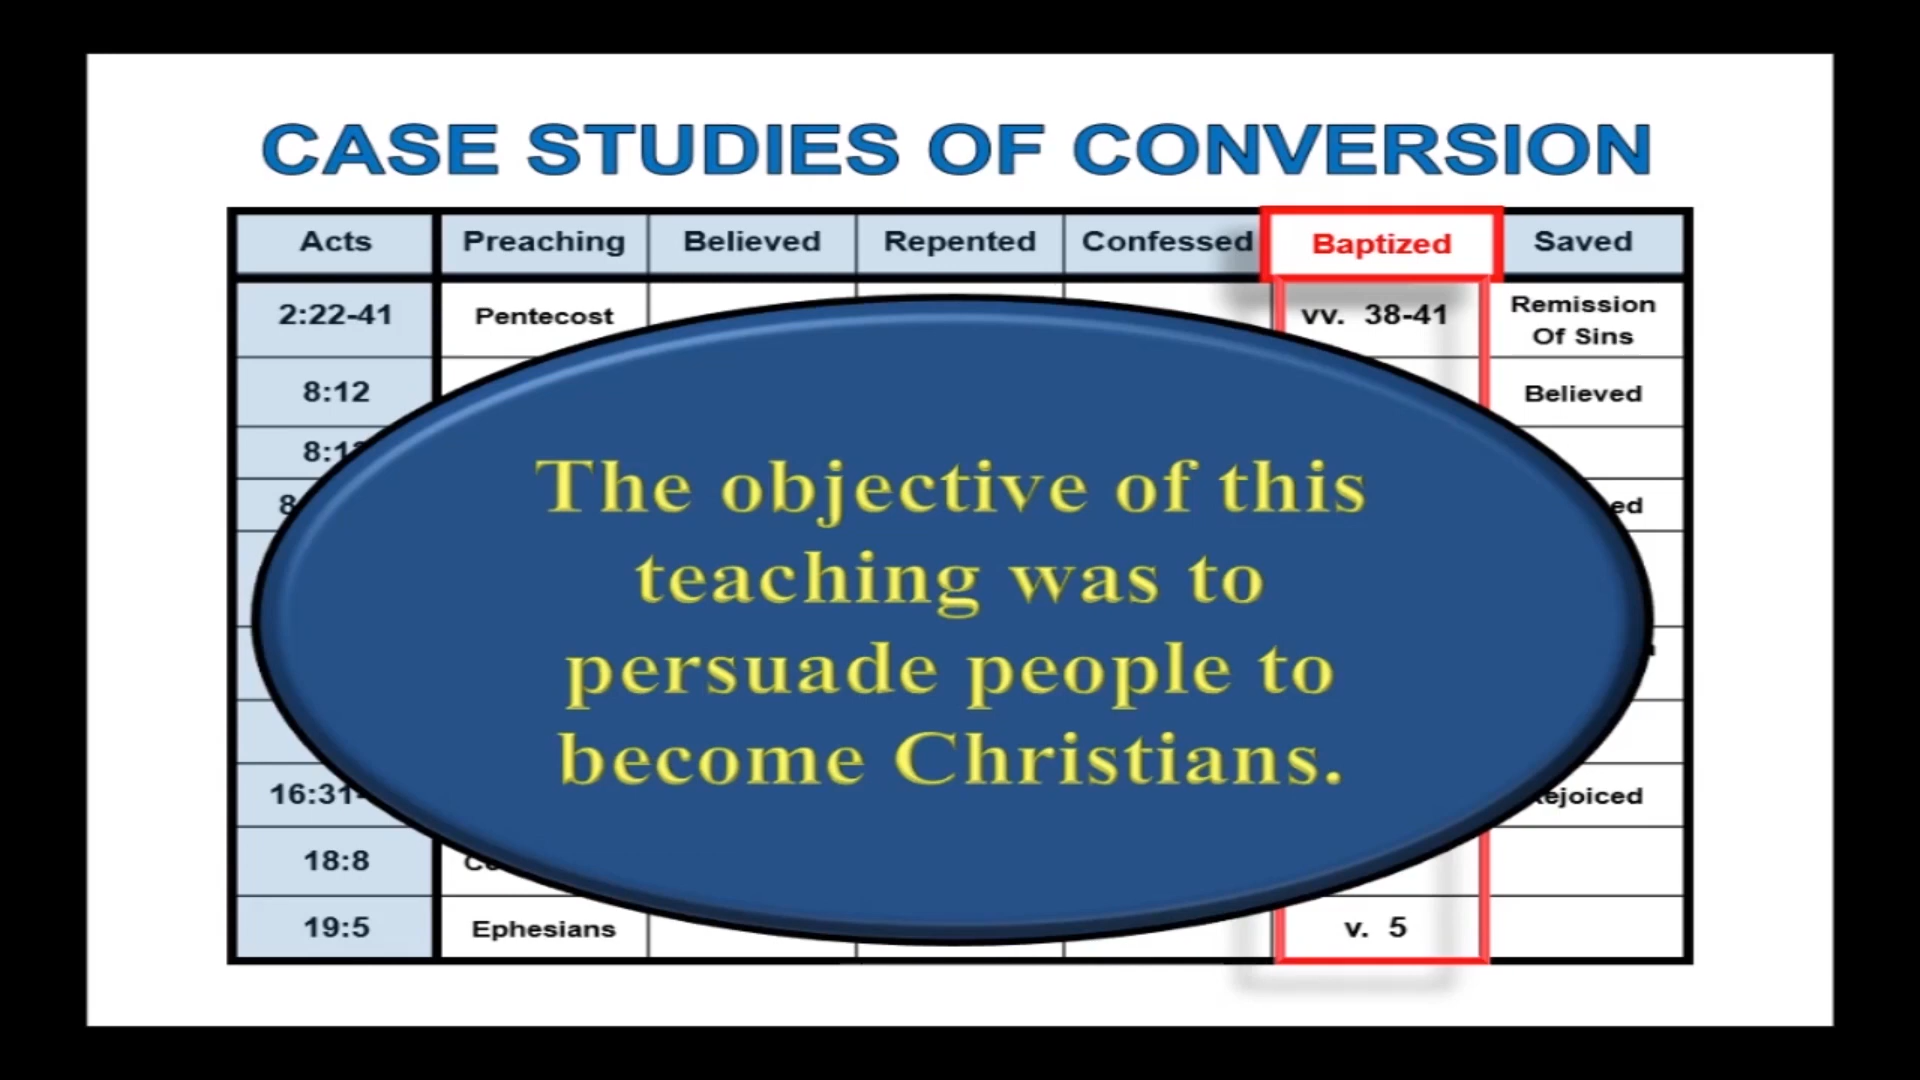 CASE STUDIES OF CONVERSION
Acts Preaching Believed Repented Confessed Baptized Saved
2:22-41 Pentecost vv. 38-41 Remission Of Sins
8:12 Believed
The objective of this
teaching was to
persuade people to
become Christians.
18:8
19:5 Ephesians v. 5